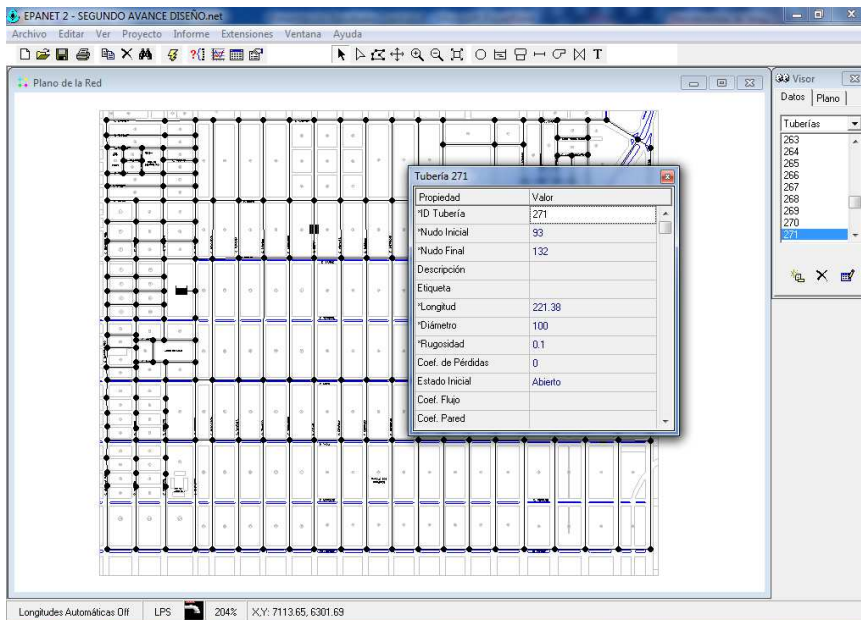 EPANET 2 - SEGUNDO AVANCE DISEÑO.net
Archivo Editar Ver Proyecto Informe Extensiones Ventana Ayuda
T
Plano de la Red
Visor
Datos Plano
Tuberías
263
264
265
266
267
268
269
270
271
Tubería 271
Propiedad Valor
*ID Tubería 271
*Nudo Inicial 93
*Nudo Final 132
Descripción
Etiqueta
*Longitud 221.38
*Diámetro 100
*Rugosidad 0.1
Coef. de Pérdidas 0
Estado Inicial Abierto
Coef. Flujo
Coef. Pared
Longitudes Automáticas Off LPS 204% X,Y: 7113.65, 6301.69